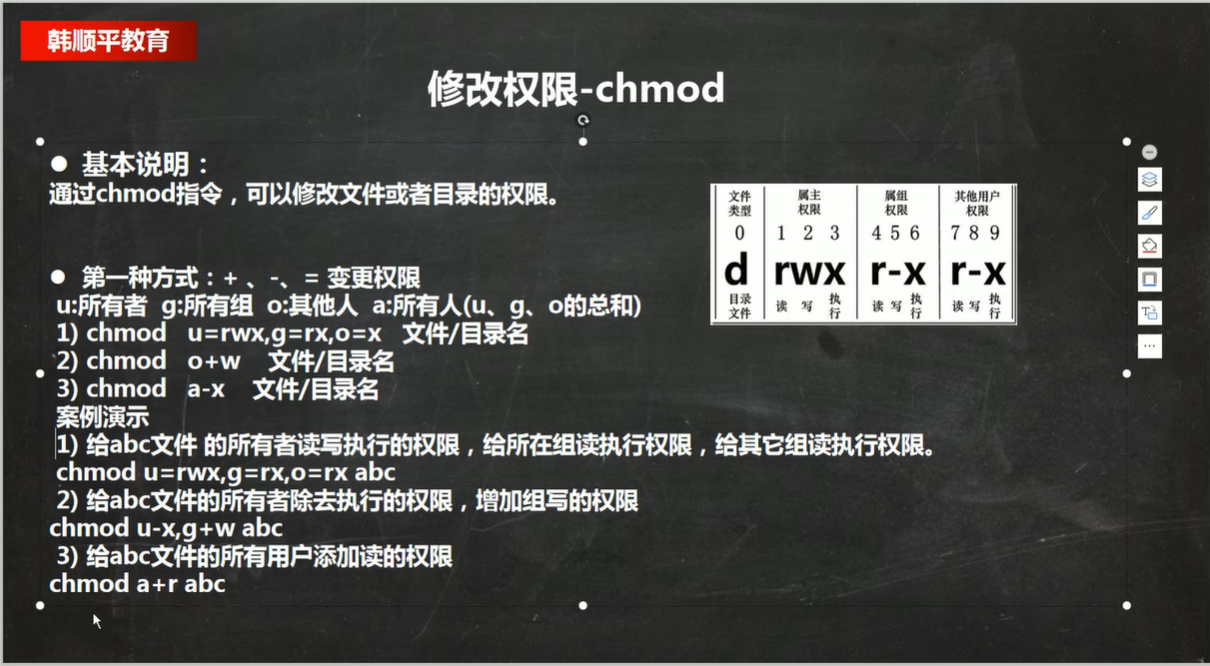 韩顺平教育
修改权限-chmod
● 基本说明：
通过chmod指令，可以修改文件或者目录的权限。
● 第一种方式：+ 、-、= 变更权限
u:所有者 g:所有组 o:其他人 a:所有人(u、g、o的总和)
1) chmod u=rwx,g=rx,o=x 文件/目录名
2) chmod o+w 文件/目录名
3) chmod a-x 文件/目录名
案例演示
1) 给abc文件 的所有者读写执行的权限，给所在组读执行权限，给其它组读执行权限。
chmod u=rwx,g=rx,o=rx abc
2) 给abc文件的所有者除去执行的权限，增加组写的权限
chmod u-x,g+w abc
3) 给abc文件的所有用户添加读的权限
chmod a+r abc
文件 属主 属组 其他用户
类型 权限 权限 权限
0 1 2 3 4 5 6 7 8 9
d rwx r-x r-x
目录 读 写 执 读 写 执 读 写 执
文件 行 行 行